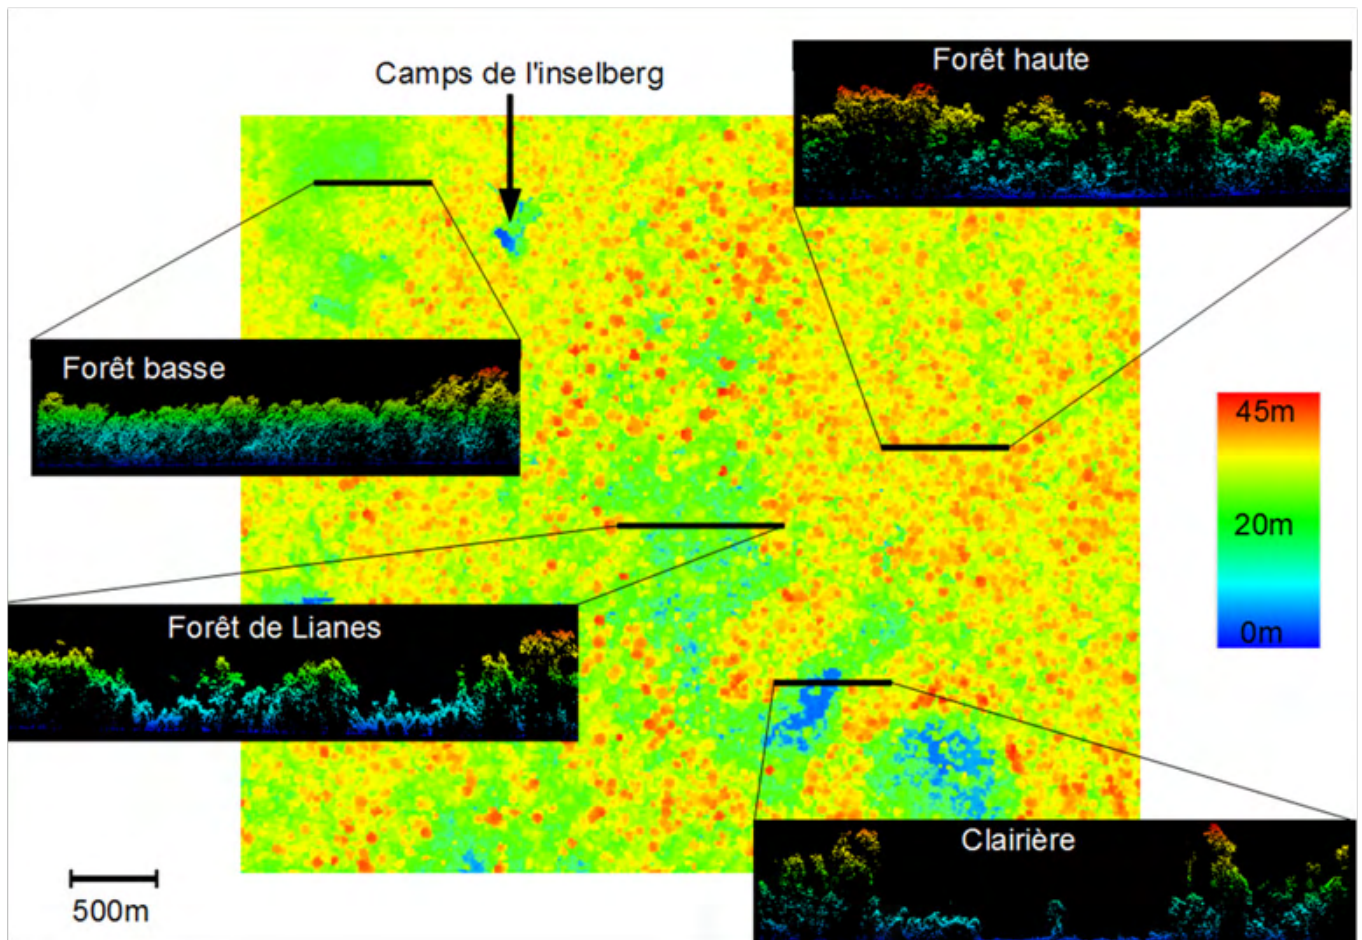 Camps de l'inselberg
Forêt haute
Forêt basse
45m
20m
0m
Forêt de Lianes
Clairière
500m